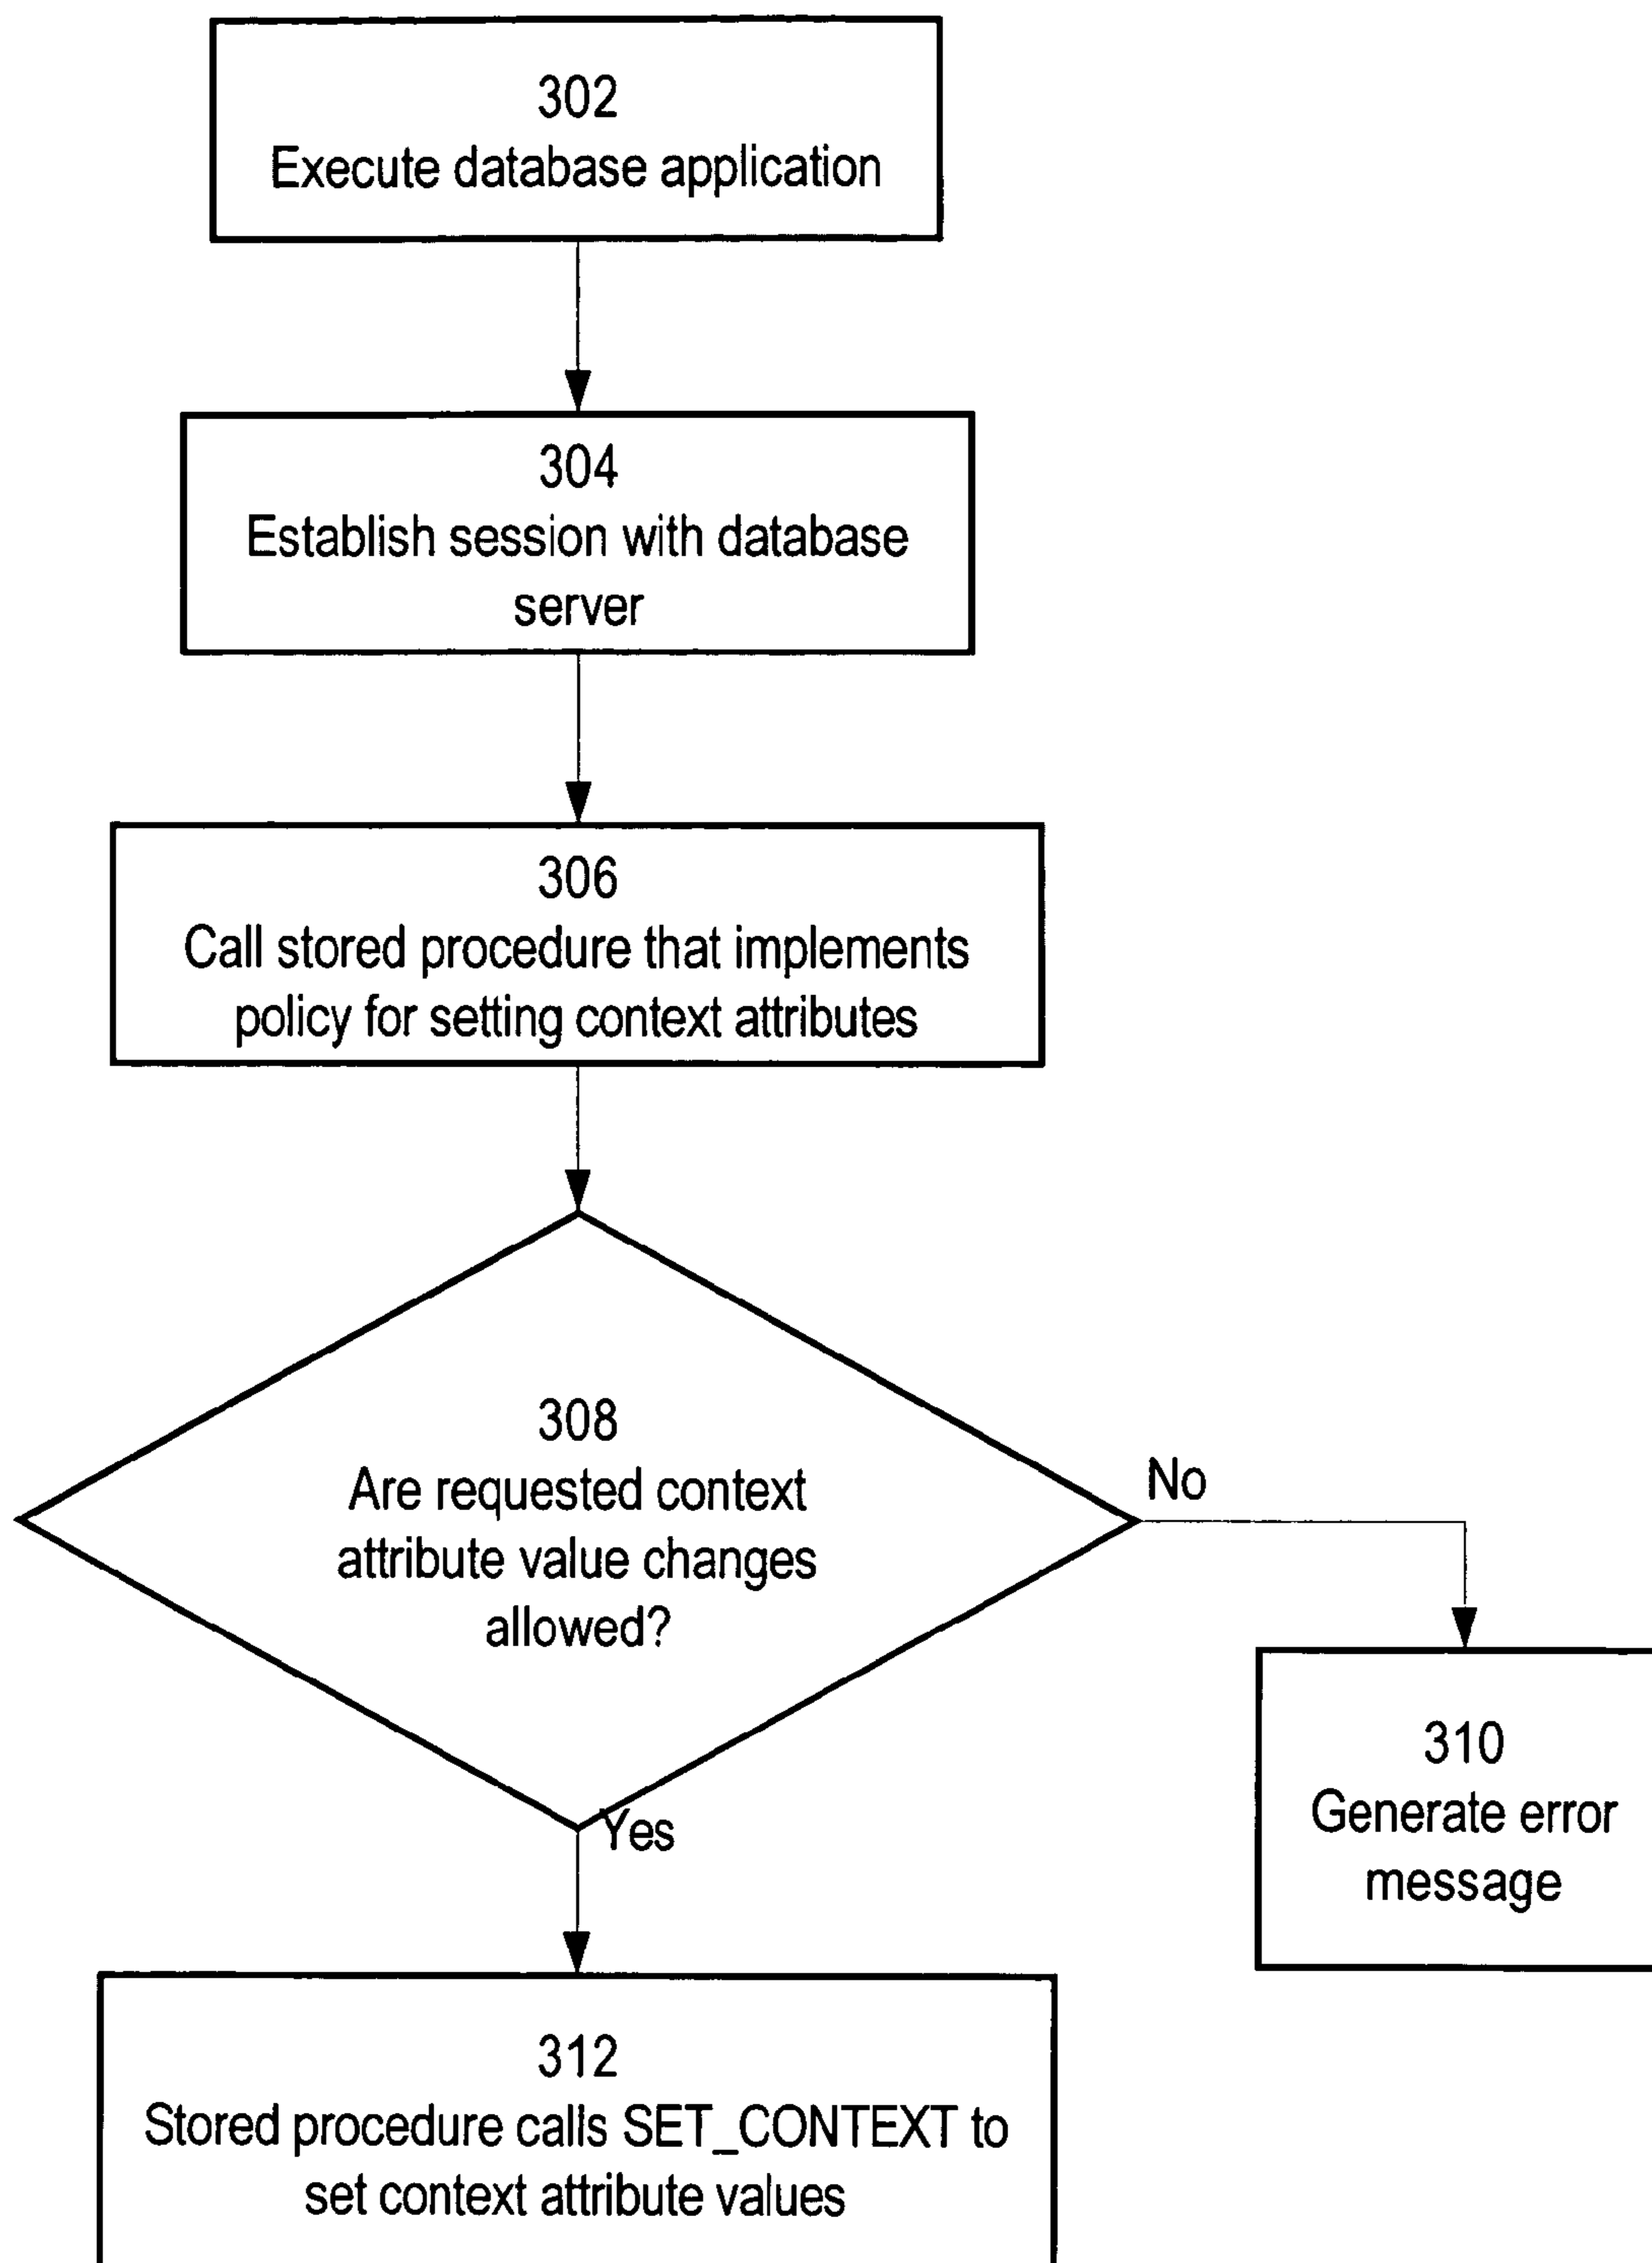 302
Execute database application
304
Establish session with database
server
306
Call stored procedure that implements
policy for setting context attributes
308
Are requested context
attribute value changes
allowed?
No
310
Generate error
message
Yes
312
Stored procedure calls SET_CONTEXT to
set context attribute values